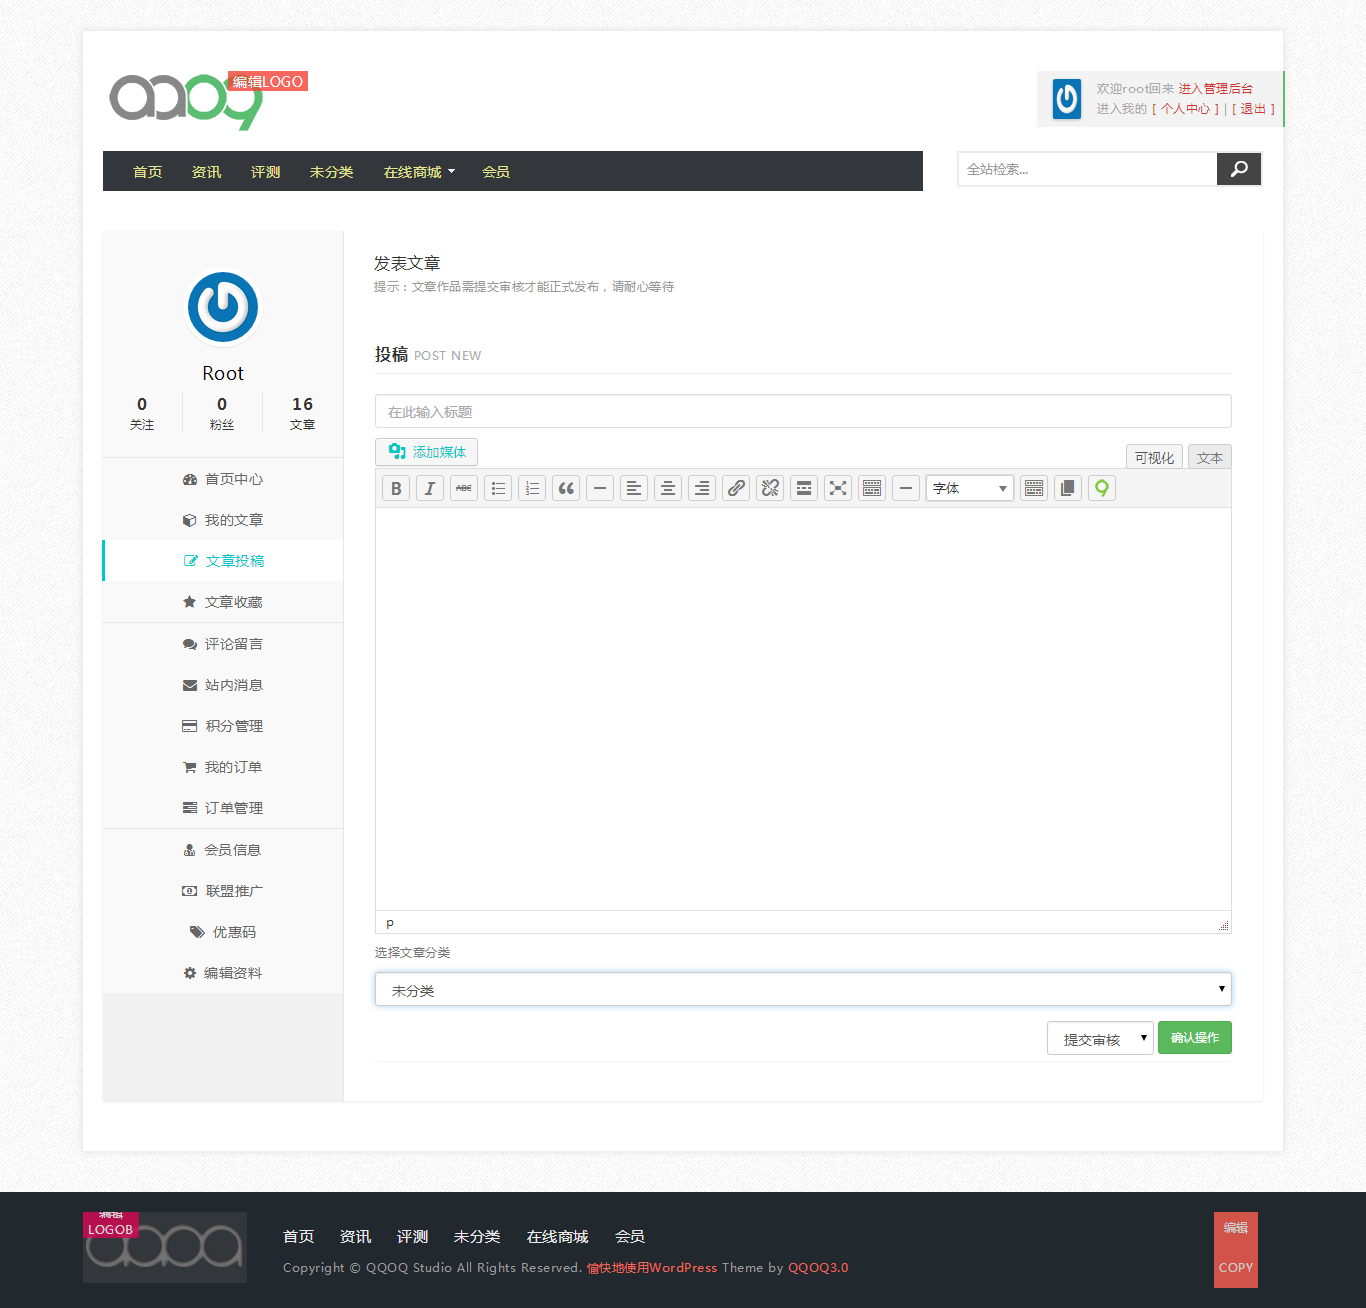 编辑LOGO
欢迎root回来 进入管理后台
进入我的 [ 个人中心 ] | [ 退出 ]
首页 资讯 评测 未分类 在线商城 会员
全站检索...
发表文章
提示：文章作品需提交审核才能正式发布，请耐心等待
Root
0 0 16
关注 粉丝 文章
首页中心
我的文章
文章投稿
文章收藏
评论留言
站内消息
积分管理
我的订单
订单管理
会员信息
联盟推广
优惠码
编辑资料
投稿 POST NEW
在此输入标题
添加媒体
可视化 文本
B I ABC 字体
p
选择文章分类
未分类
提交审核 确认操作
编辑
LOGOB
首页 资讯 评测 未分类 在线商城 会员
Copyright © QQOQ Studio All Rights Reserved. 愉快地使用WordPress Theme by QQOQ3.0
编辑
COPY